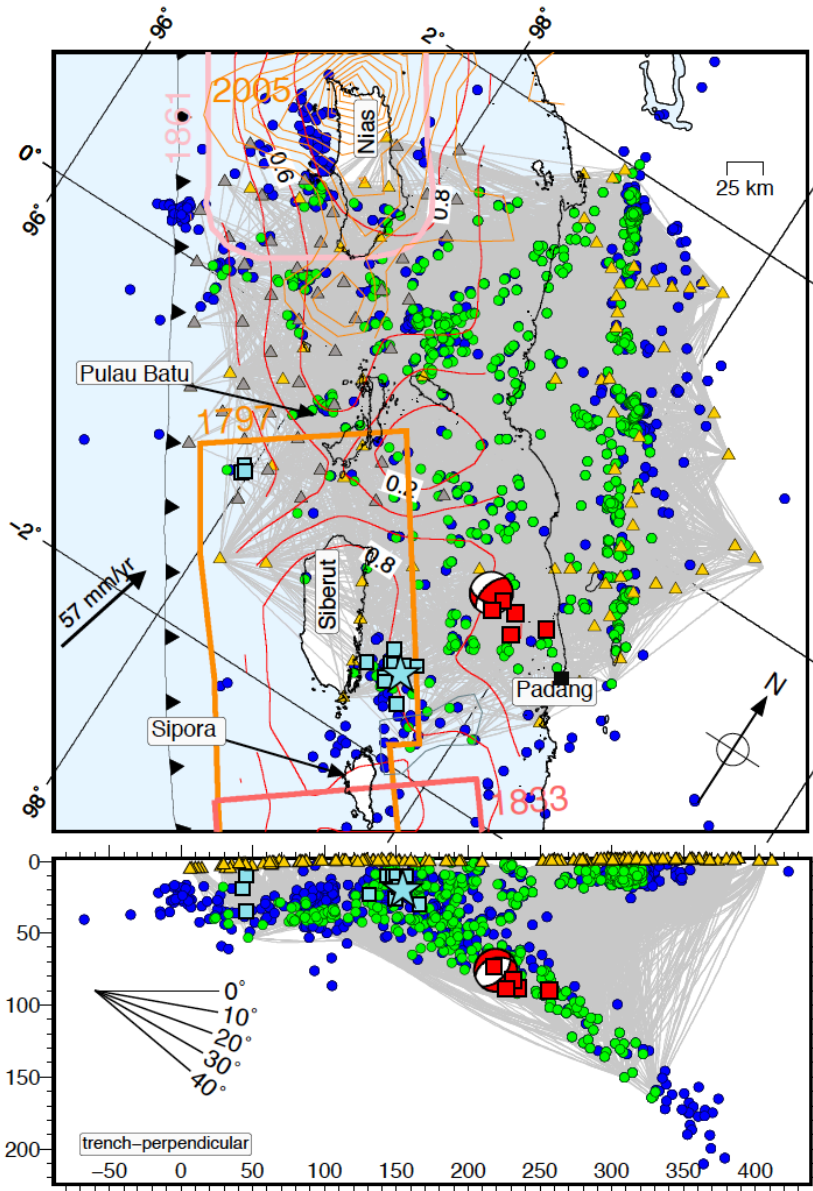 96°
2°
98°
2005
1861
Nias
0°
0.6
0.8
25 km
96°
Pulau Batu
1797
0.2
−2°
0.8
57 mm/yr
Siberut
Padang
N
Sipora
98°
1833
0
50
100
150
200
0°
10°
20°
30°
40°
trench−perpendicular
−50 0 50 100 150 200 250 300 350 400